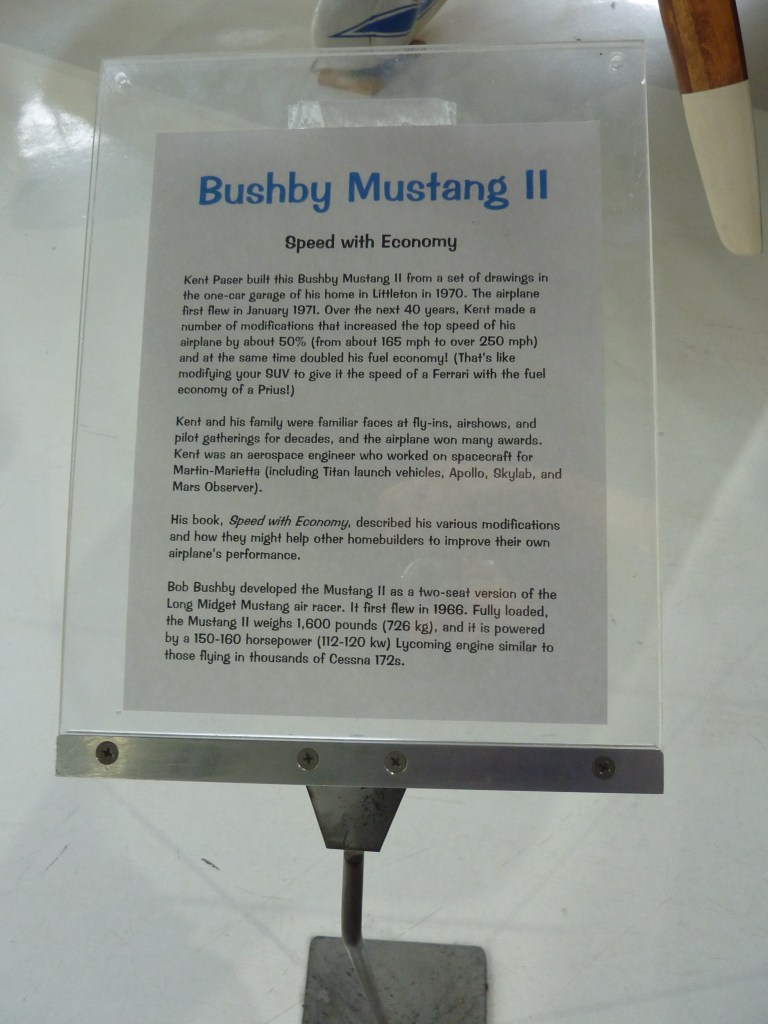 Bushby Mustang II
Speed with Economy
Kent Paser built this Bushby Mustang II from a set of drawings in
the one-car garage of his home in Littleton in 1970. The airplane
first flew in January 1971. Over the next 40 years, Kent made a
number of modifications that increased the top speed of his
airplane by about 50% (from about 165 mph to over 250 mph)
and at the same time doubled his fuel economy! (That's like
modifying your SUV to give it the speed of a Ferrari with the fuel
economy of a Prius!)
Kent and his family were familiar faces at fly-ins, airshows, and
pilot gatherings for decades, and the airplane won many awards.
Kent was an aerospace engineer who worked on spacecraft for
Martin-Marietta (including Titan launch vehicles, Apollo, Skylab, and
Mars Observer).
His book, Speed with Economy, described his various modifications
and how they might help other homebuilders to improve their own
airplane's performance.
Bob Bushby developed the Mustang II as a two-seat version of the
Long Midget Mustang air racer. It first flew in 1966. Fully loaded,
the Mustang II weighs 1,600 pounds (726 kg), and it is powered
by a 150-160 horsepower (112-120 kw) Lycoming engine similar to
those flying in thousands of Cessna 172s.